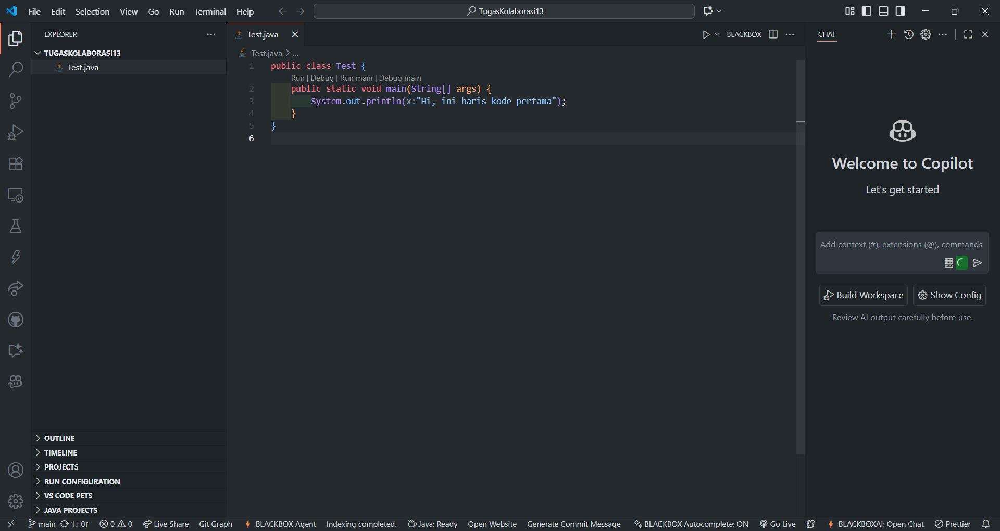 File Edit Selection View Go Run Terminal Help
TugasKolaborasi13
EXPLORER
TUGASKOLABORASI13
Test.java
OUTLINE
TIMELINE
PROJECTS
RUN CONFIGURATION
VS CODE PETS
JAVA PROJECTS
Test.java
BLACKBOX
Test.java > ...
1 public class Test {
Run | Debug | Run main | Debug main
2 public static void main(String[] args) {
3 System.out.println(x:"Hi, ini baris kode pertama");
4 }
5 }
6
CHAT
Welcome to Copilot
Let's get started
Add context (#), extensions (@), commands
Build Workspace Show Config
Review AI output carefully before use.
main 1↓ 0↑ 0 0 Live Share Git Graph BLACKBOX Agent Indexing completed. Java: Ready Open Website Generate Commit Message BLACKBOX Autocomplete: ON Go Live BLACKBOXAI: Open Chat Prettier